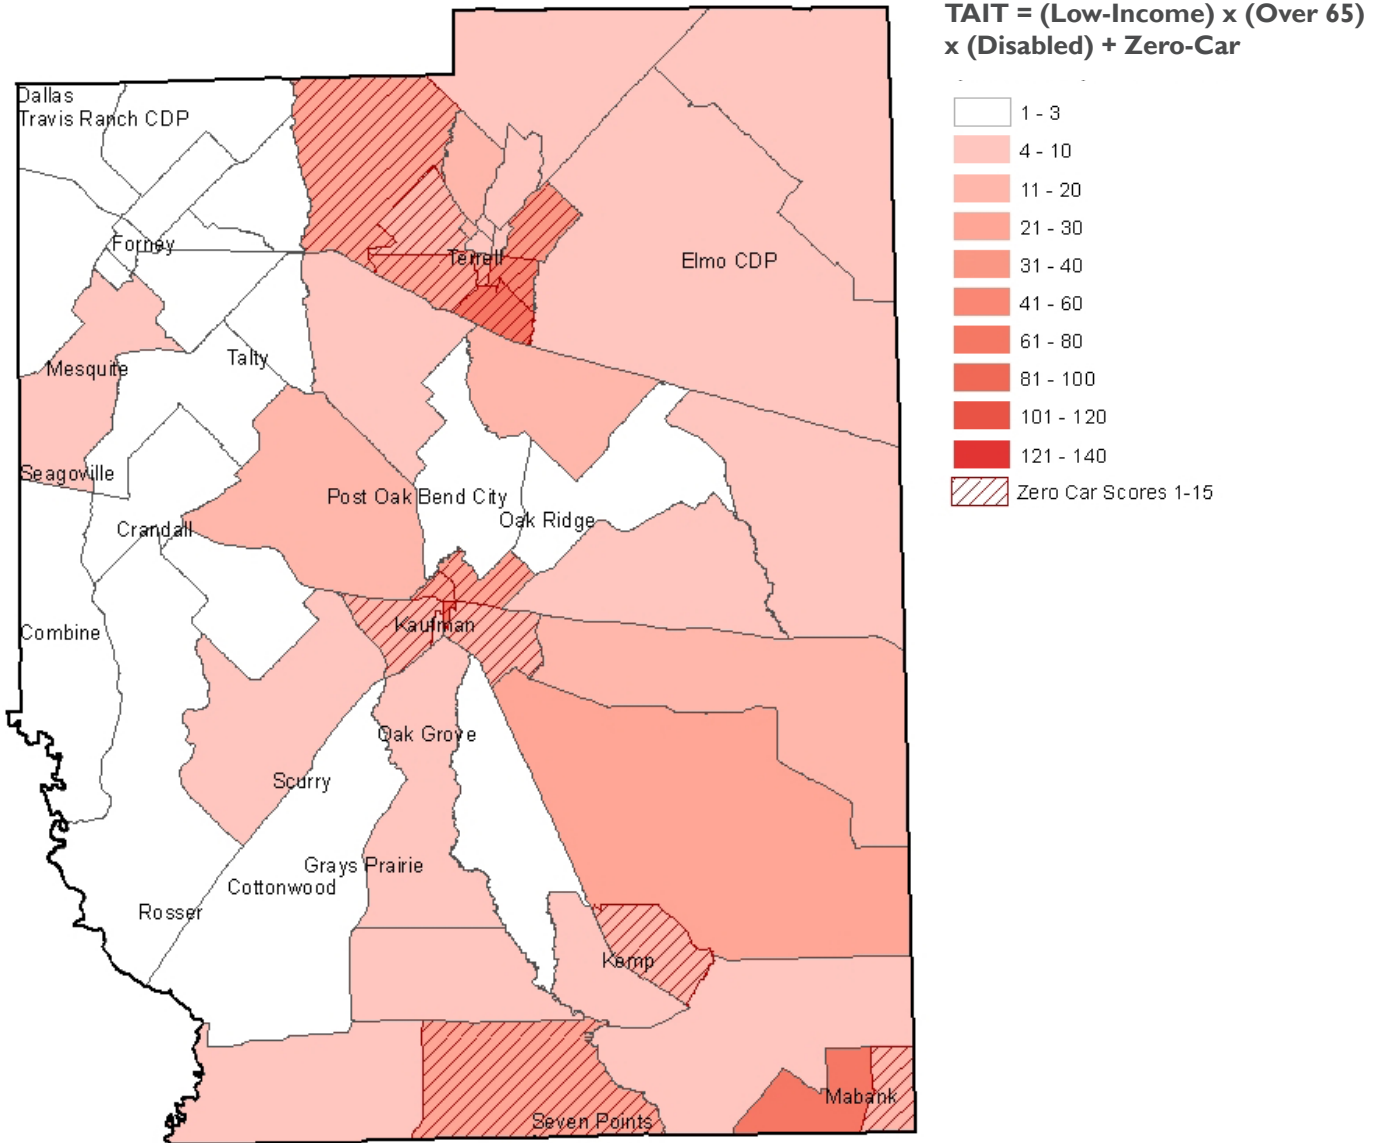 TAIT = (Low-Income) x (Over 65)
x (Disabled) + Zero-Car
1 - 3
4 - 10
11 - 20
21 - 30
31 - 40
41 - 60
61 - 80
81 - 100
101 - 120
121 - 140
Zero Car Scores 1-15
Dallas
Travis Ranch CDP
Forney
Terrell
Elmo CDP
Talty
Mesquite
Seagoville
Post Oak Bend City
Oak Ridge
Crandall
Combine
Kaufman
Oak Grove
Scurry
Grays Prairie
Cottonwood
Rosser
Kemp
Mabank
Seven Points